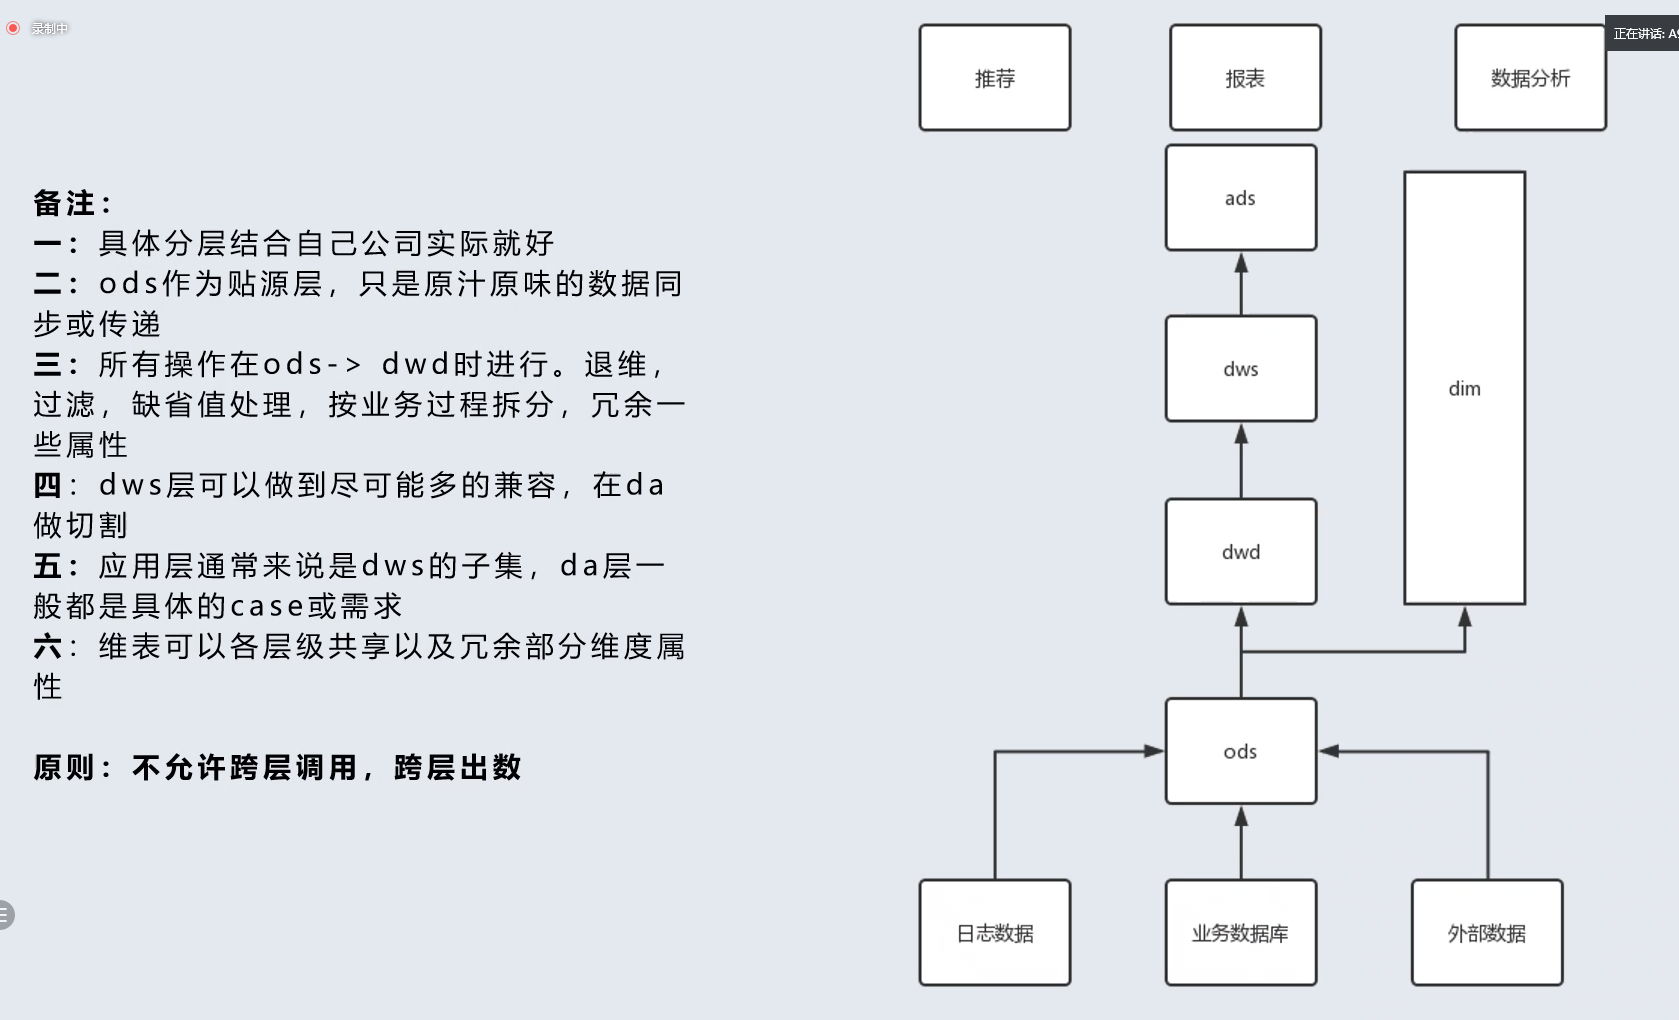 录制中
正在讲话: A
推荐
报表
数据分析
ads
dws
dim
dwd
ods
日志数据
业务数据库
外部数据
备注：
一：具体分层结合自己公司实际就好
二：ods作为贴源层，只是原汁原味的数据同
步或传递
三：所有操作在ods-> dwd时进行。退维，
过滤，缺省值处理，按业务过程拆分，冗余一
些属性
四：dws层可以做到尽可能多的兼容，在da
做切割
五：应用层通常来说是dws的子集，da层一
般都是具体的case或需求
六：维表可以各层级共享以及冗余部分维度属
性
原则：不允许跨层调用，跨层出数